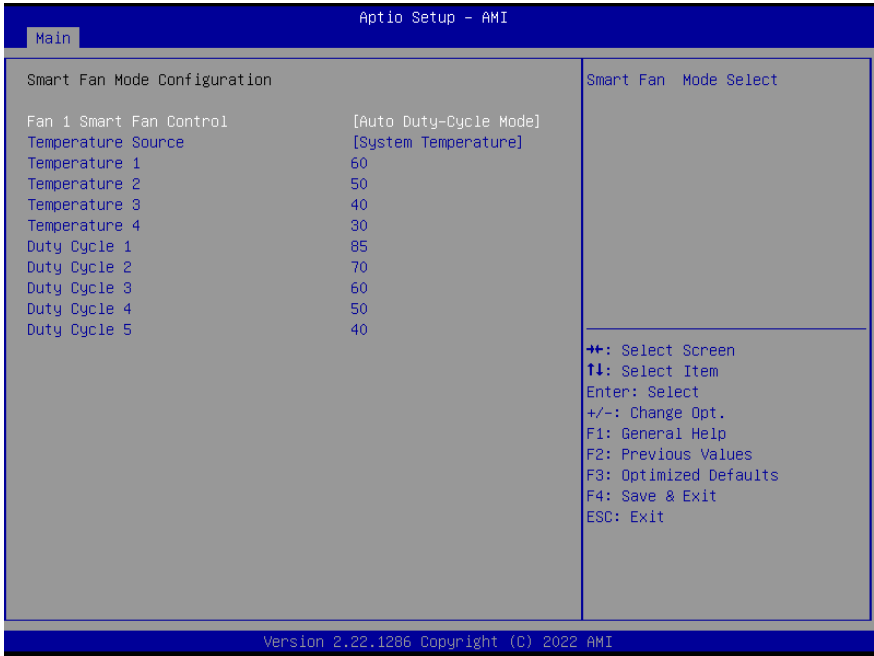 Aptio Setup - AMI
Main
Smart Fan Mode Configuration
Fan 1 Smart Fan Control [Auto Duty-Cycle Mode]
Temperature Source [System Temperature]
Temperature 1 60
Temperature 2 50
Temperature 3 40
Temperature 4 30
Duty Cycle 1 85
Duty Cycle 2 70
Duty Cycle 3 60
Duty Cycle 4 50
Duty Cycle 5 40
Smart Fan  Mode Select
→←: Select Screen
↑↓: Select Item
Enter: Select
+/-: Change Opt.
F1: General Help
F2: Previous Values
F3: Optimized Defaults
F4: Save & Exit
ESC: Exit
Version 2.22.1286 Copyright (C) 2022 AMI